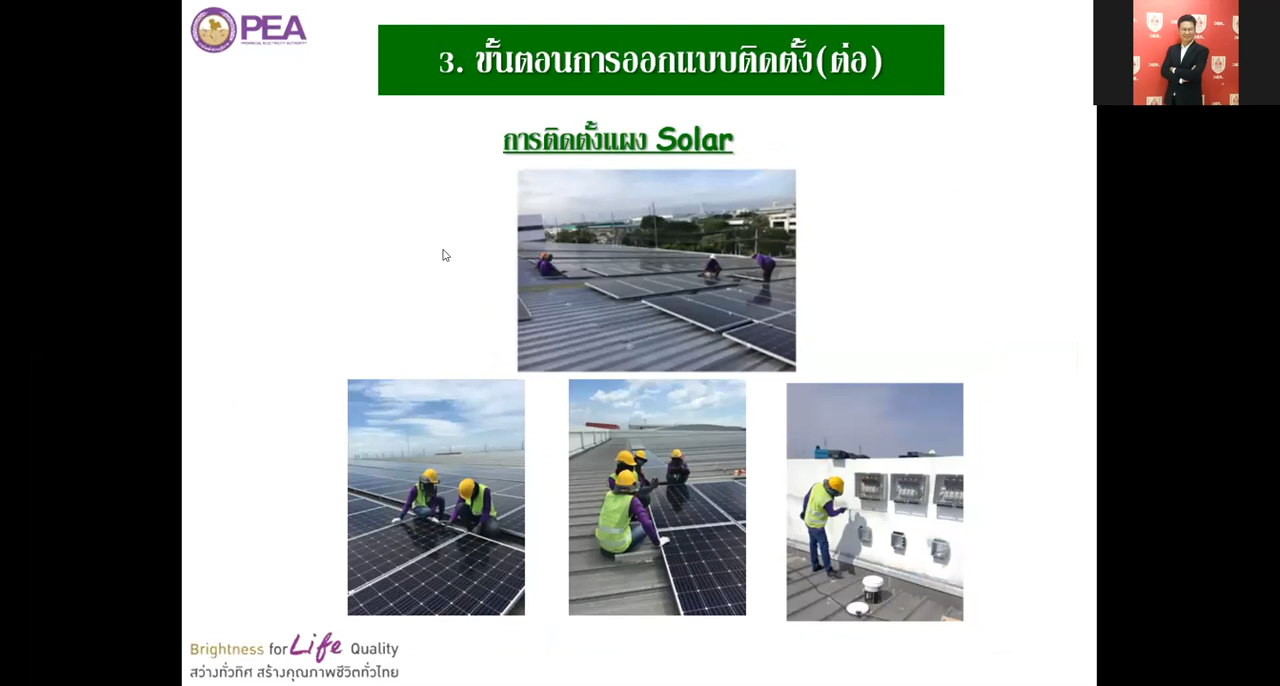 PEA
PROVINCIAL ELECTRICITY AUTHORITY
3. ขั้นตอนการออกแบบติดตั้ง(ต่อ)
การติดตั้งแผง Solar
Brightness for Life Quality
สว่างทั่วทิศ สร้างคุณภาพชีวิตทั่วไทย